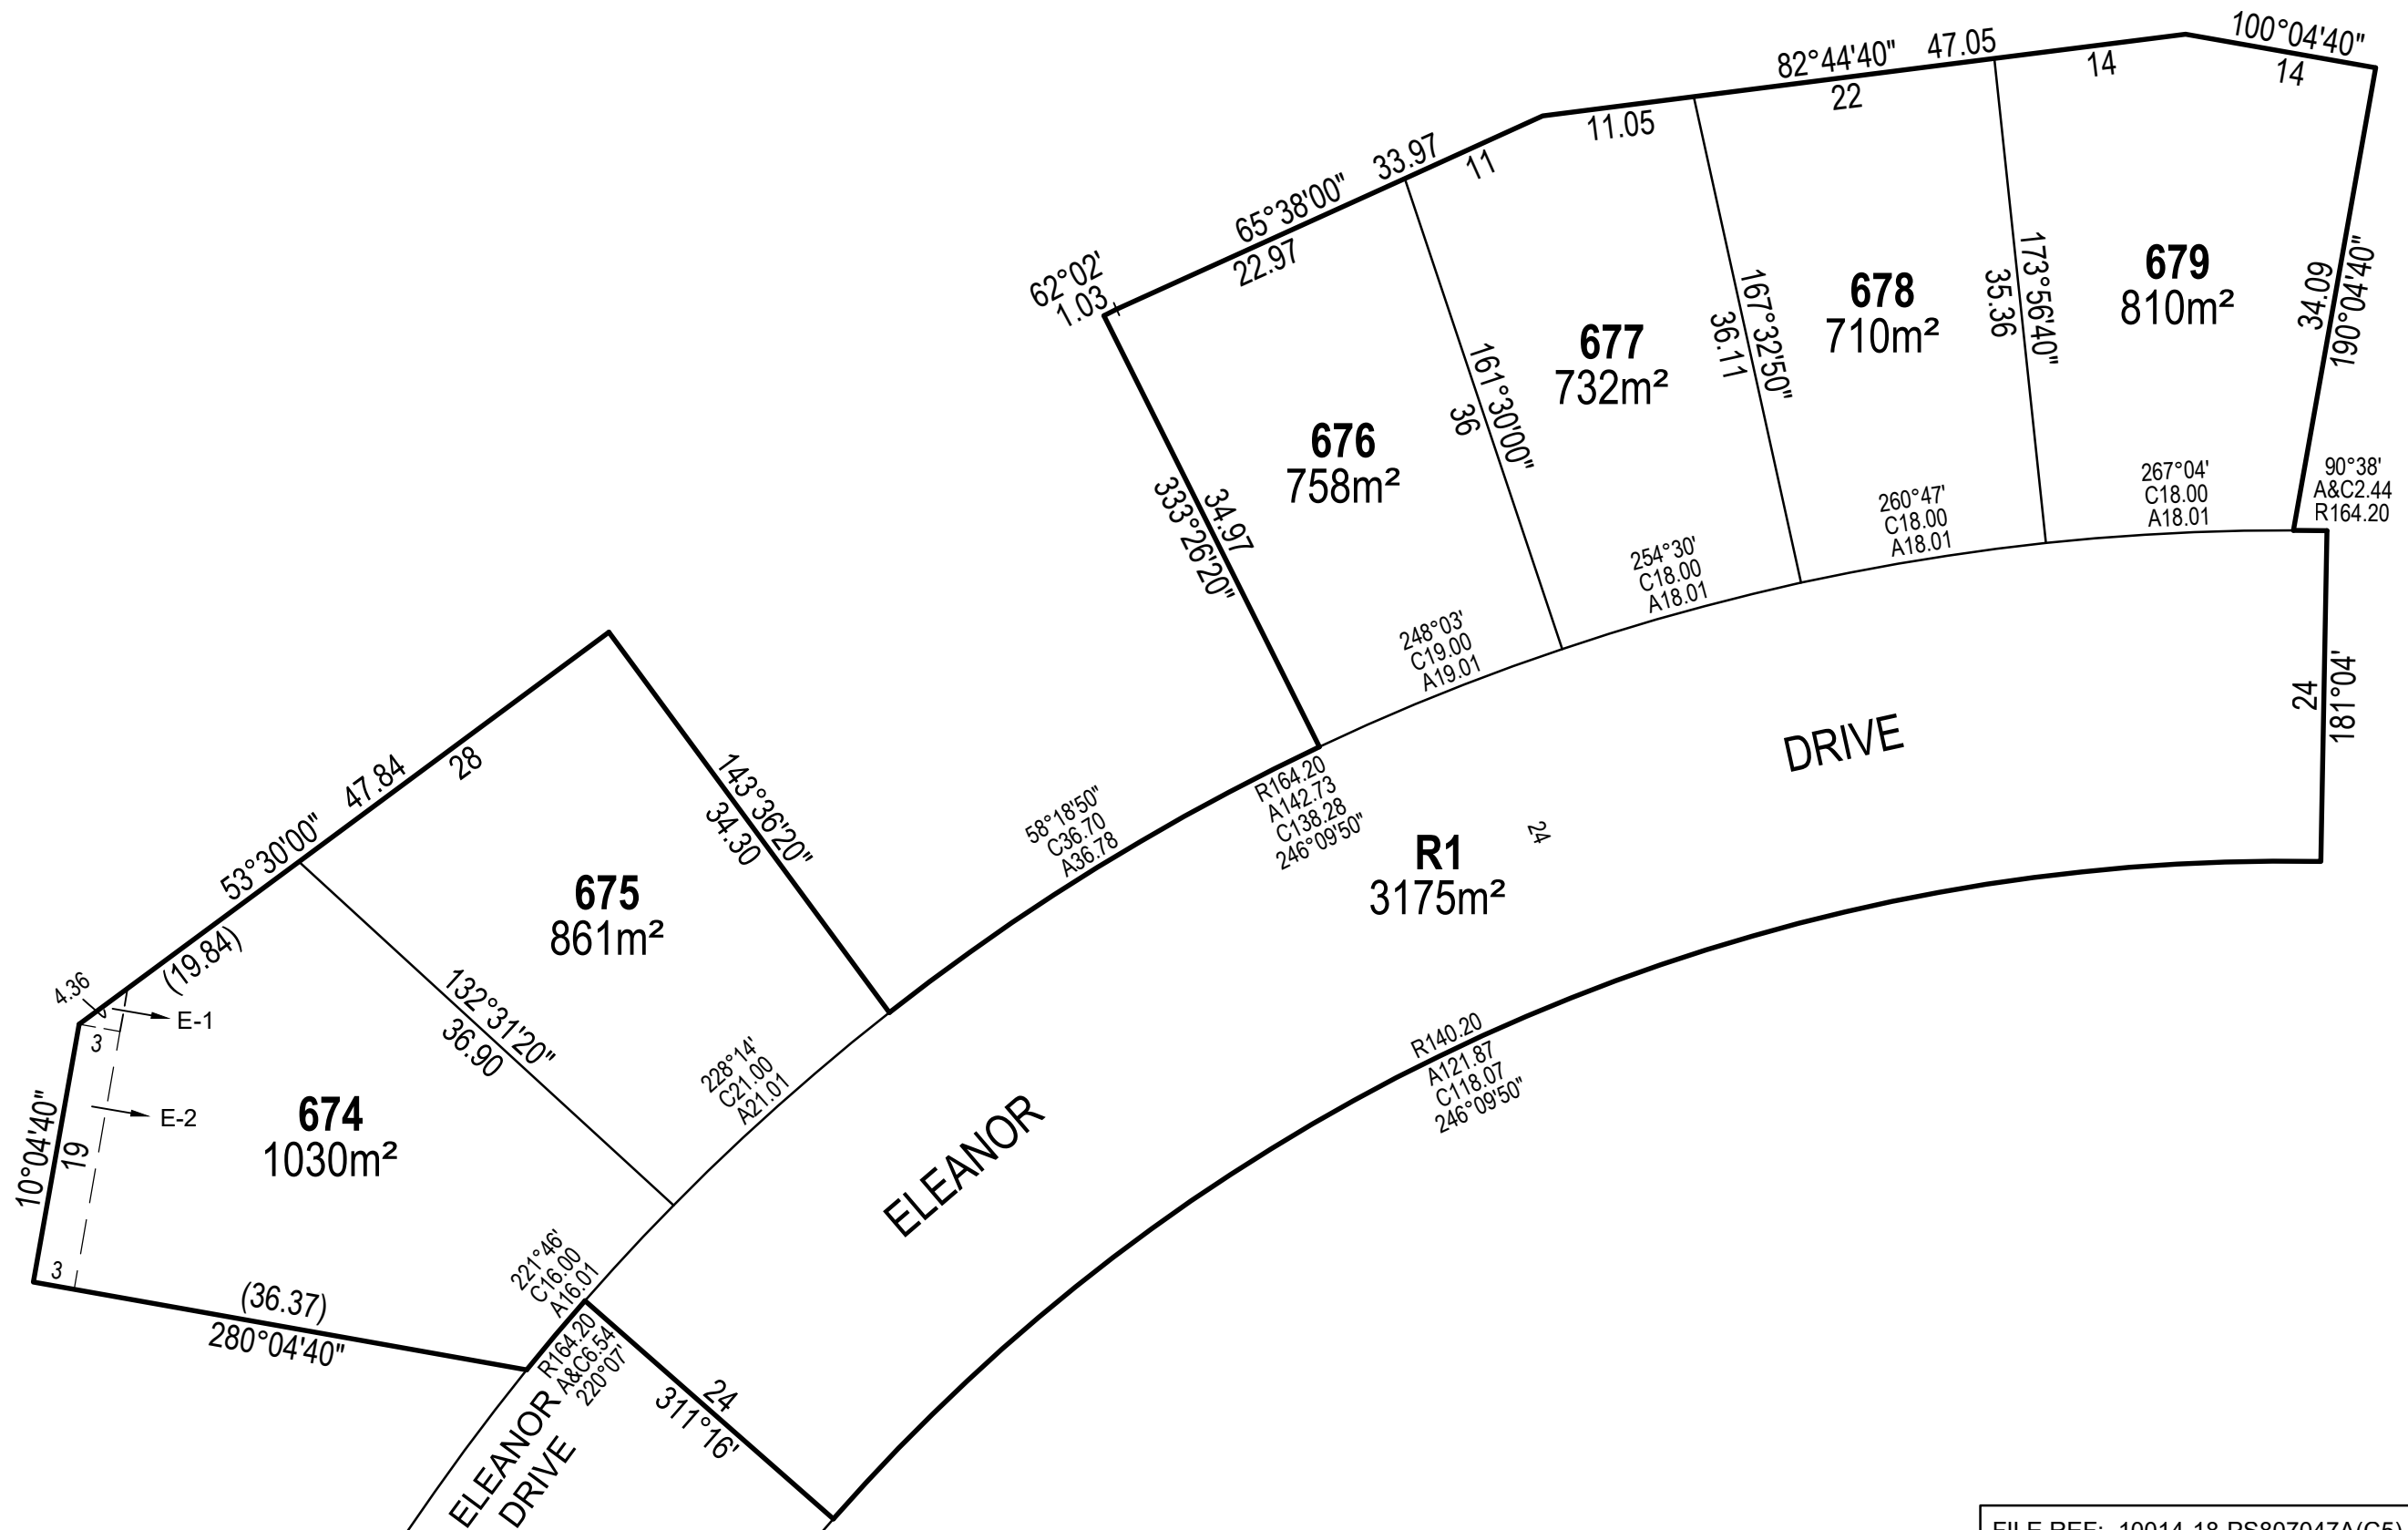 100°04'40"
14
82°44'40" 47.05
14
22
11.05
33.97
11
65°38'00"
22.97
62°02'
1.03
679
810m²
678
710m²
677
732m²
676
758m²
173°56'40"
35.36
167°32'50"
36.11
161°30'00"
36
34.09
190°04'40"
34.97
333°26'20"
90°38'
A&C2.44
R164.20
267°04'
C18.00
A18.01
260°47'
C18.00
A18.01
254°30'
C18.00
A18.01
248°03'
C19.00
A19.01
24
181°04'
DRIVE
R164.20
A142.73
C138.28
246°09'50"
58°18'50"
C36.70
A36.78
R1
3175m²
24
47.84
28
53°30'00"
(19.84)
143°36'20"
34.30
675
861m²
132°31'20"
36.90
4.36
E-1
3
228°14'
C21.00
A21.01
R140.20
A121.87
C118.07
246°09'50"
10°04'40"
19
E-2
674
1030m²
ELEANOR
3
(36.37)
280°04'40"
221°46'
C16.00
A16.01
R164.20
A&C6.54
220°07'
24
311°16'
ELEANOR
DRIVE
FILE REF: 10014-18-PS807047A(C5)